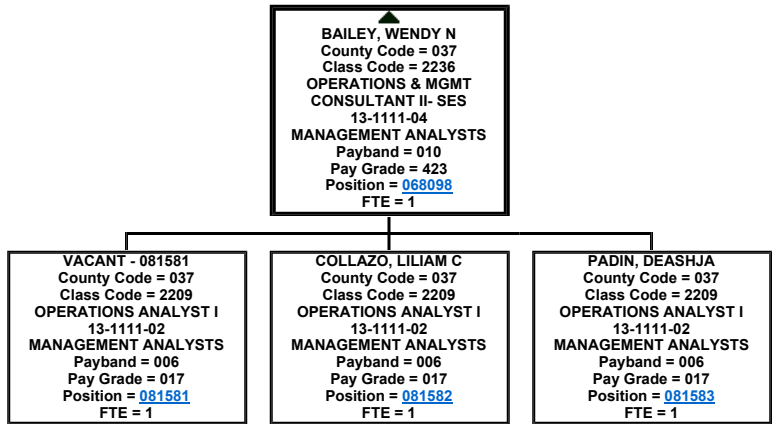 BAILEY, WENDY N
County Code = 037
Class Code = 2236
OPERATIONS & MGMT
CONSULTANT II- SES
13-1111-04
MANAGEMENT ANALYSTS
Payband = 010
Pay Grade = 423
Position = 068098
FTE = 1
VACANT - 081581
County Code = 037
Class Code = 2209
OPERATIONS ANALYST I
13-1111-02
MANAGEMENT ANALYSTS
Payband = 006
Pay Grade = 017
Position = 081581
FTE = 1
COLLAZO, LILIAM C
County Code = 037
Class Code = 2209
OPERATIONS ANALYST I
13-1111-02
MANAGEMENT ANALYSTS
Payband = 006
Pay Grade = 017
Position = 081582
FTE = 1
PADIN, DEASHJA
County Code = 037
Class Code = 2209
OPERATIONS ANALYST I
13-1111-02
MANAGEMENT ANALYSTS
Payband = 006
Pay Grade = 017
Position = 081583
FTE = 1